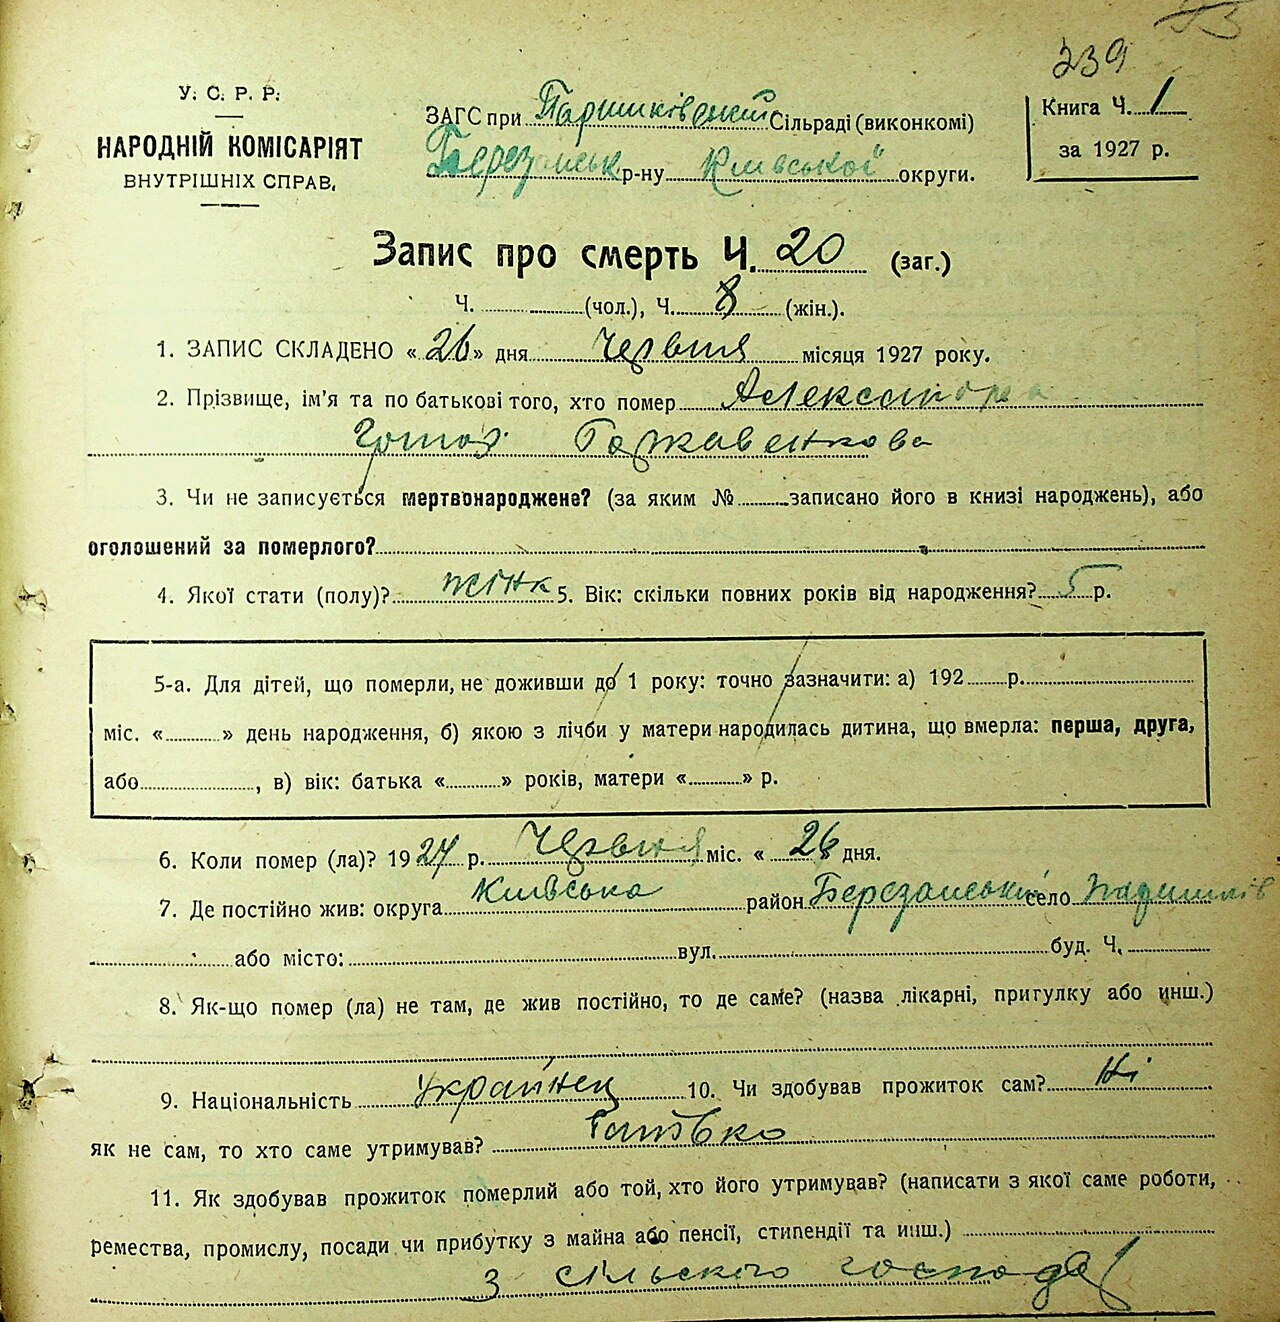 239
У. С. Р. Р.
НАРОДНІЙ КОМІСАРІЯТ
ВНУТРІШНІХ СПРАВ,
ЗАГС при Паришківський Сільраді (виконкомі)
Березанськ р-ну Київської округи.
Книга Ч. 1
за 1927 р.
Запис про смерть Ч. 20 (заг.)
Ч. (чол.), Ч. 8 (жін.).
1. ЗАПИС СКЛАДЕНО «26» дня Червня місяця 1927 року.
2. Прізвище, ім'я та по батькові того, хто помер Александра
3. Чи не записується мертвонароджене? (за яким № записано його в книзі народжень), або
оголошений за померлого?
4. Якої стати (полу)? жінк 5. Вік: скільки повних років від народження? 5 р.
5-а. Для дітей, що померли, не доживши до 1 року: точно зазначити: а) 192 р.
міс. « » день народження, б) якою з лічби у матери народилась дитина, що вмерла: перша, друга,
або , в) вік: батька « » років, матери « » р.
6. Коли помер (ла)? 1927 р. Червня міс. « 26 » дня.
7. Де постійно жив: округа Київська район Березанський село Паришків
або місто: вул. буд. Ч.
8. Як-що помер (ла) не там, де жив постійно, то де саме? (назва лікарні, пригулку або инш.)
9. Національність Українец 10. Чи здобував прожиток сам? Ні
як не сам, то хто саме утримував? Батько
11. Як здобував прожиток померлий або той, хто його утримував? (написати з якої саме роботи,
ремества, промислу, посади чи прибутку з майна або пенсії, стипендії та инш.)
з сільского господар